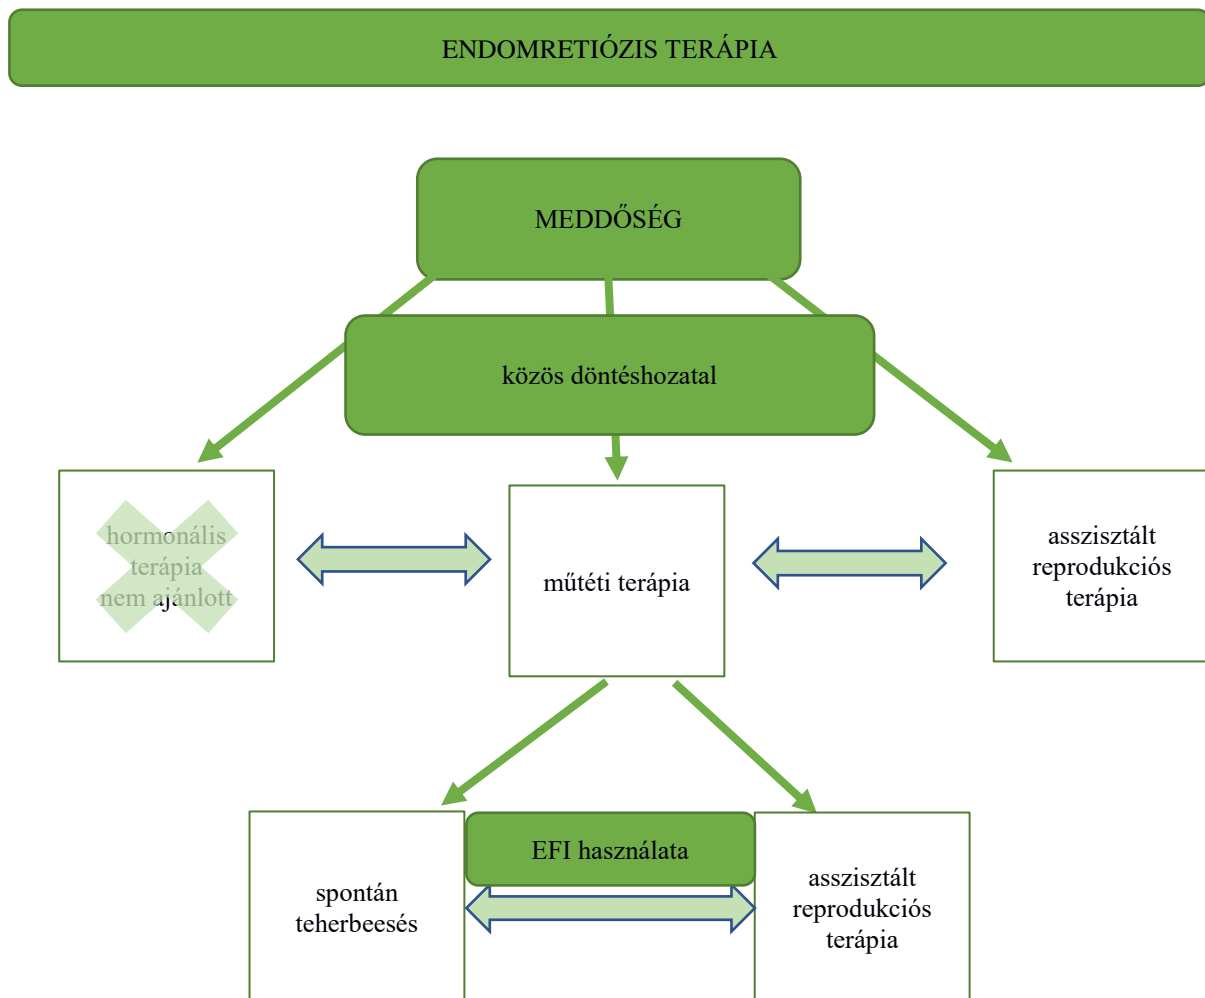 ENDOMRETIÓZIS TERÁPIA
MEDDŐSÉG
közös döntéshozatal
hormonális
terápia
nem ajánlott
műtéti terápia
asszisztált
reprodukciós
terápia
EFI használata
spontán
teherbeesés
asszisztált
reprodukciós
terápia